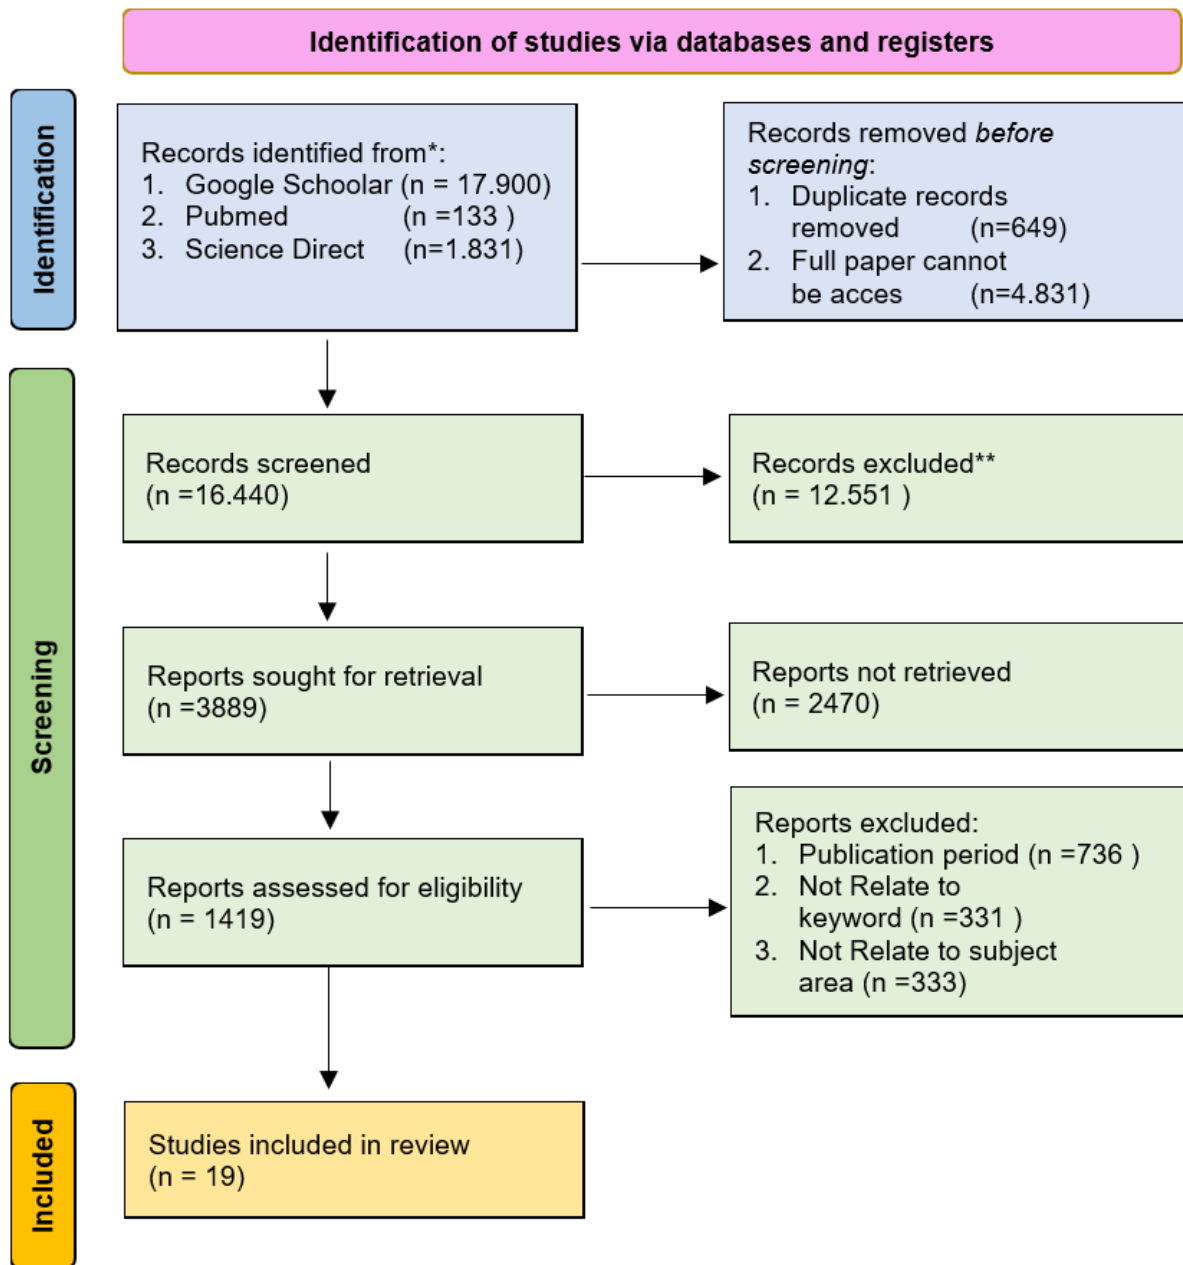 Identification of studies via databases and registers
Identification
Records identified from*:
1. Google Schoolar (n = 17.900)
2. Pubmed (n =133 )
3. Science Direct (n=1.831)
Records removed before
screening:
1. Duplicate records
removed (n=649)
2. Full paper cannot
be acces (n=4.831)
Screening
Records screened
(n =16.440)
Records excluded**
(n = 12.551 )
Reports sought for retrieval
(n =3889)
Reports not retrieved
(n = 2470)
Reports assessed for eligibility
(n = 1419)
Reports excluded:
1. Publication period (n =736 )
2. Not Relate to
keyword (n =331 )
3. Not Relate to subject
area (n =333)
Included
Studies included in review
(n = 19)